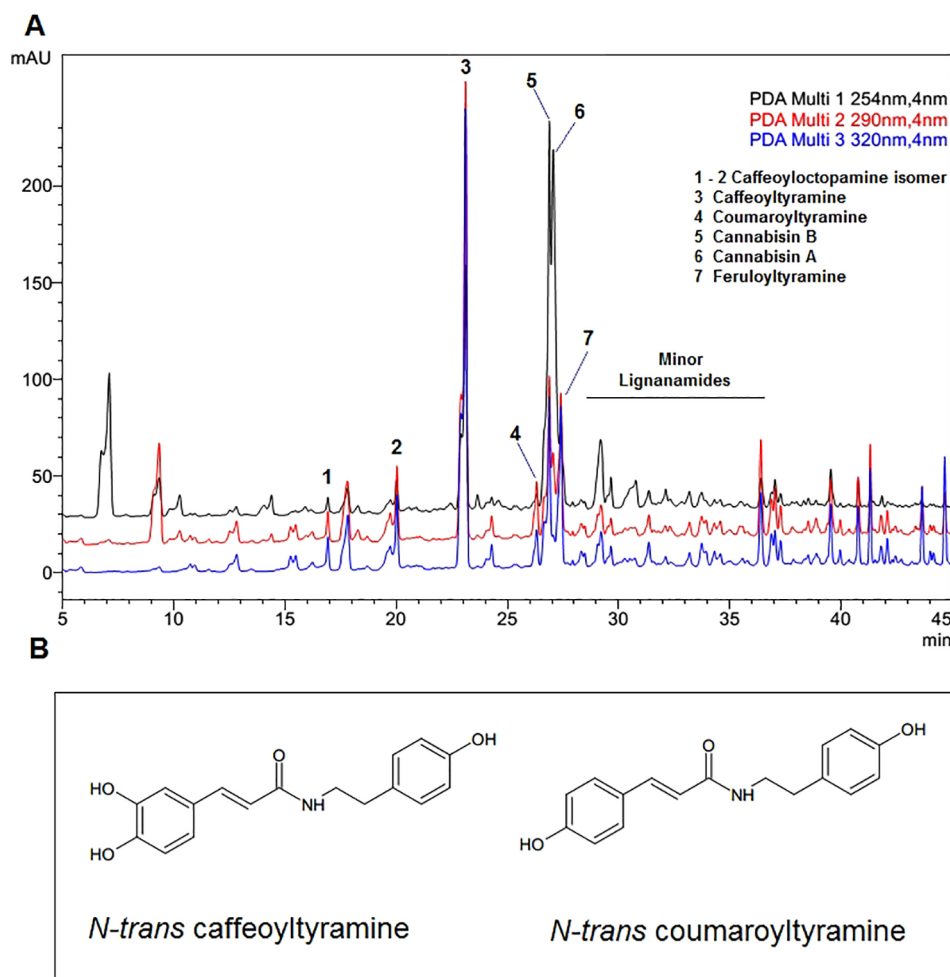 A
mAU
3
5
6
PDA Multi 1 254nm,4nm
PDA Multi 2 290nm,4nm
PDA Multi 3 320nm,4nm
1 - 2 Caffeoyloctopamine isomer
3 Caffeoyltyramine
4 Coumaroyltyramine
5 Cannabisin B
6 Cannabisin A
7 Feruloyltyramine
200
150
100
50
0
7
Minor
Lignanamides
1
2
4
5 10 15 20 25 30 35 40 45
min
B
O
OH
HO
NH
HO
O
OH
NH
HO
N-trans caffeoyltyramine
N-trans coumaroyltyramine